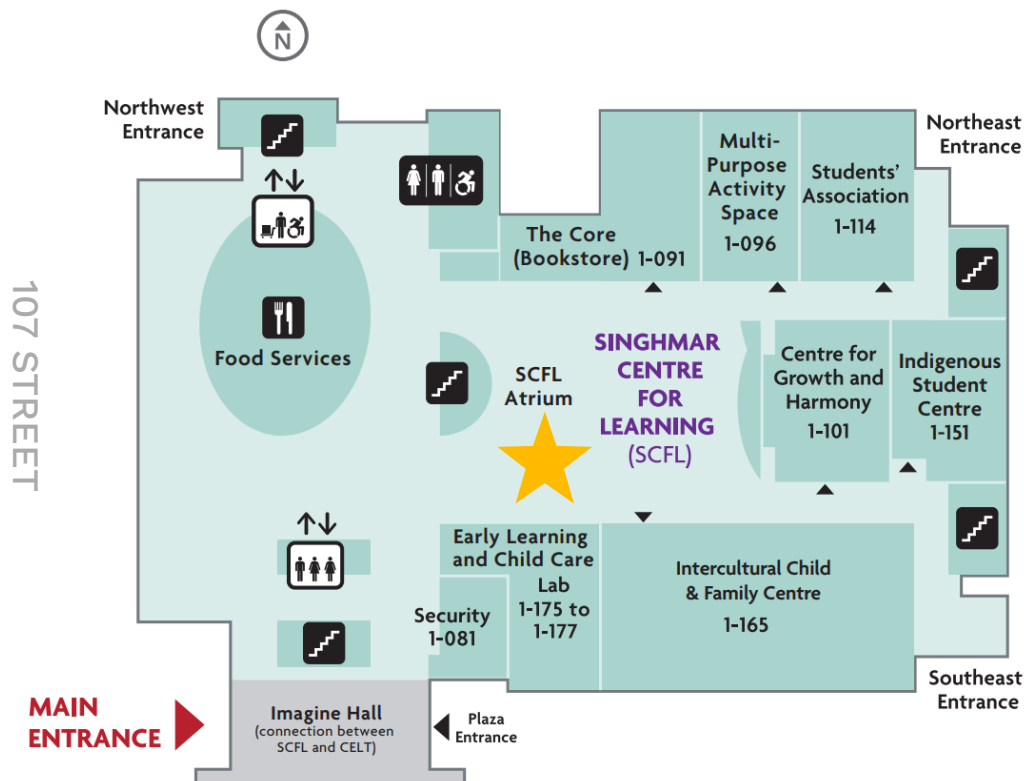 N
Northwest
Entrance
Northeast
Entrance
Multi-
Purpose
Activity
Space
1-096
Students'
Association
1-114
The Core
(Bookstore) 1-091
107 STREET
Food Services
SCFL
Atrium
SINGHMAR
CENTRE
FOR
LEARNING
(SCFL)
Centre for
Growth and
Harmony
1-101
Indigenous
Student
Centre
1-151
Early Learning
and Child Care
Lab
1-175 to
1-177
Security
1-081
Intercultural Child
& Family Centre
1-165
Southeast
Entrance
MAIN
ENTRANCE
Imagine Hall
(connection between
SCFL and CELT)
Plaza
Entrance